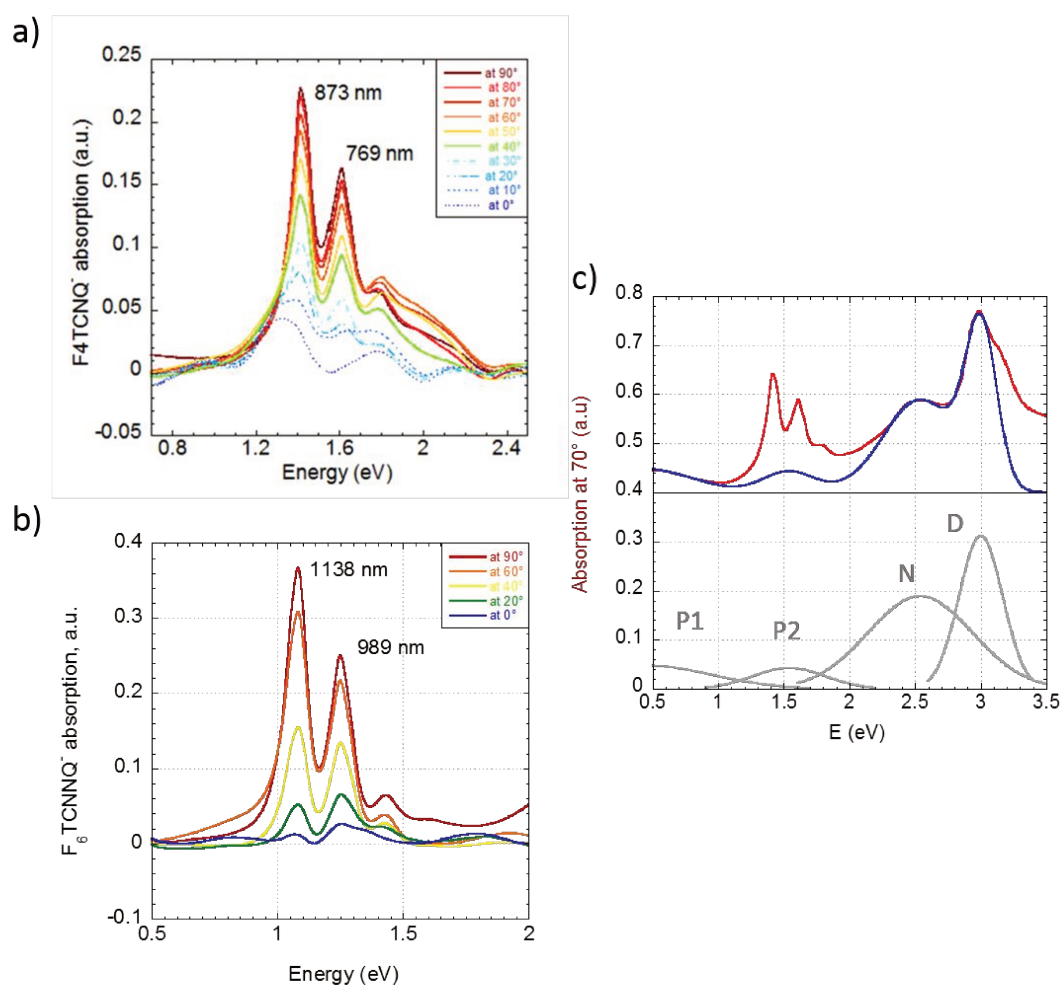 a)
0.25
0.2
0.15
0.1
0.05
0
-0.05
F4TCNQ⁻ absorption (a.u.)
873 nm
769 nm
at 90°
at 80°
at 70°
at 60°
at 50°
at 40°
at 30°
at 20°
at 10°
at 0°
0.8
1.2
1.6
2
2.4
Energy (eV)
b)
0.4
0.3
0.2
0.1
0
-0.1
F₆TCNNQ⁻ absorption, a.u.
1138 nm
989 nm
at 90°
at 60°
at 40°
at 20°
at 0°
0.5
1
1.5
2
Energy (eV)
c)
0.8
0.7
0.6
0.5
0.4
0.3
0.2
0.1
0
Absorption at 70° (a.u)
D
N
P1
P2
0.5
1
1.5
2
2.5
3
3.5
E (eV)